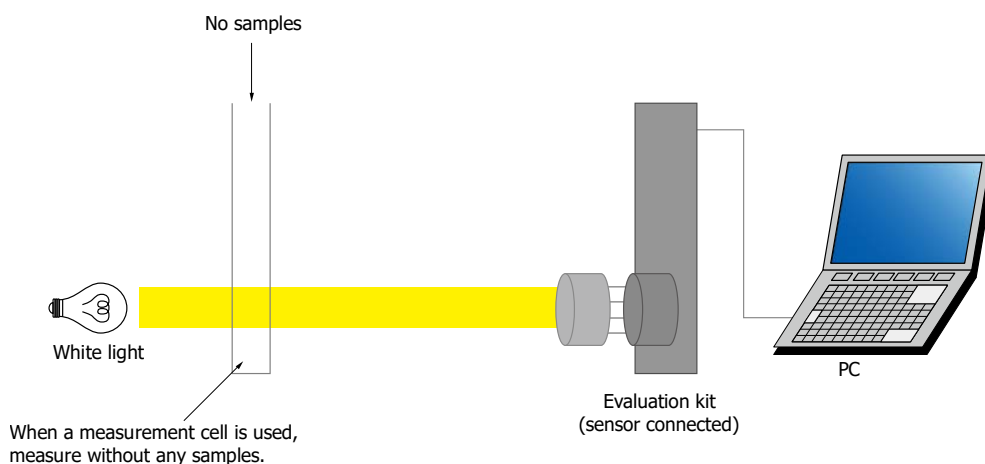 No samples
White light
When a measurement cell is used,
measure without any samples.
Evaluation kit
(sensor connected)
PC